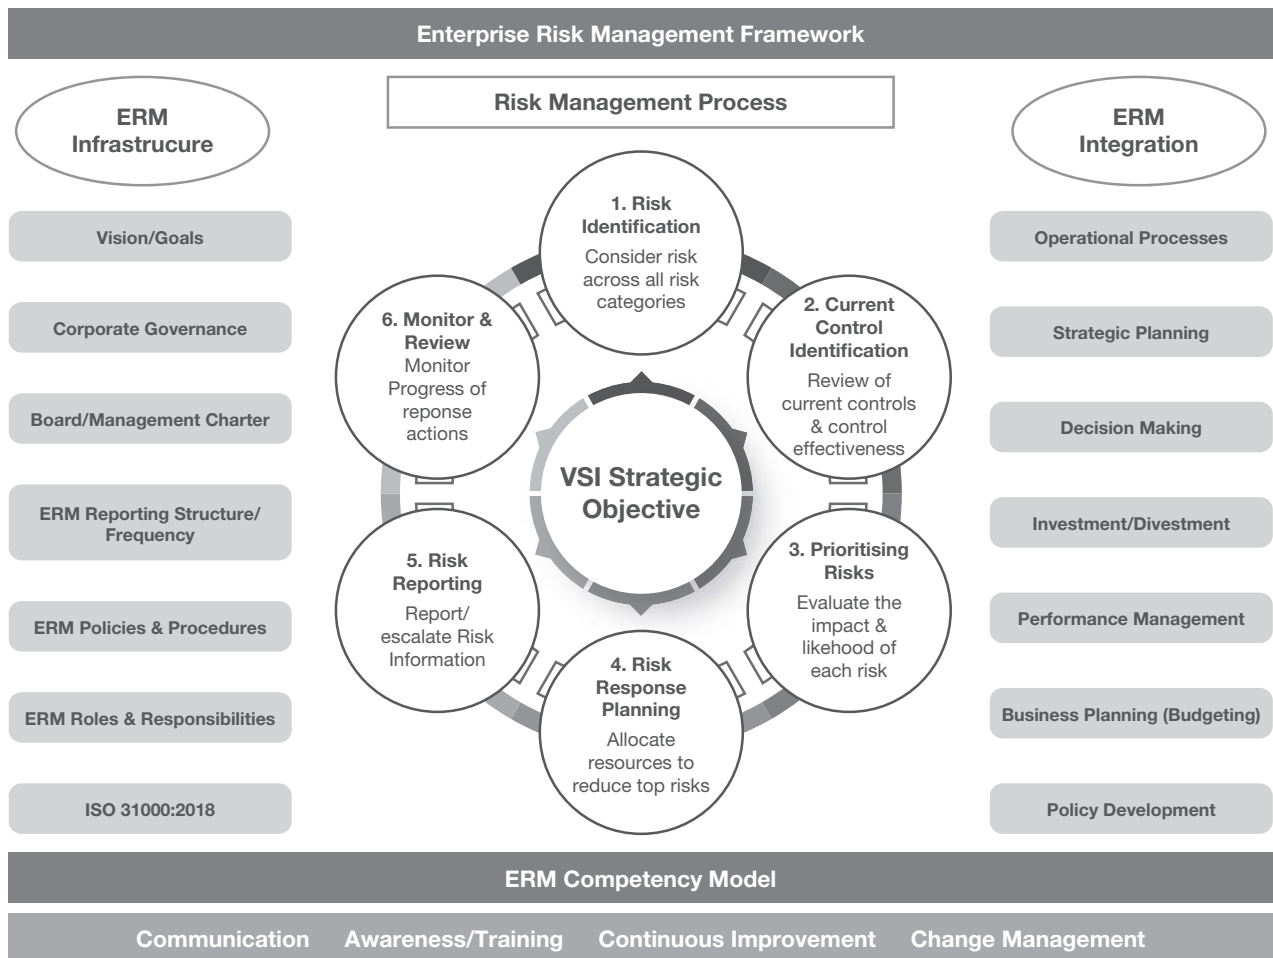 Enterprise Risk Management Framework
ERM
Infrastrucure
Vision/Goals
Corporate Governance
Board/Management Charter
ERM Reporting Structure/
Frequency
ERM Policies & Procedures
ERM Roles & Responsibilities
ISO 31000:2018
Risk Management Process
1. Risk
Identification
Consider risk
across all risk
categories
2. Current
Control
Identification
Review of
current controls
& control
effectiveness
3. Prioritising
Risks
Evaluate the
impact &
likehood of
each risk
4. Risk
Response
Planning
Allocate
resources to
reduce top risks
5. Risk
Reporting
Report/
escalate Risk
Information
6. Monitor &
Review
Monitor
Progress of
reponse
actions
VSI Strategic
Objective
ERM
Integration
Operational Processes
Strategic Planning
Decision Making
Investment/Divestment
Performance Management
Business Planning (Budgeting)
Policy Development
ERM Competency Model
Communication Awareness/Training Continuous Improvement Change Management